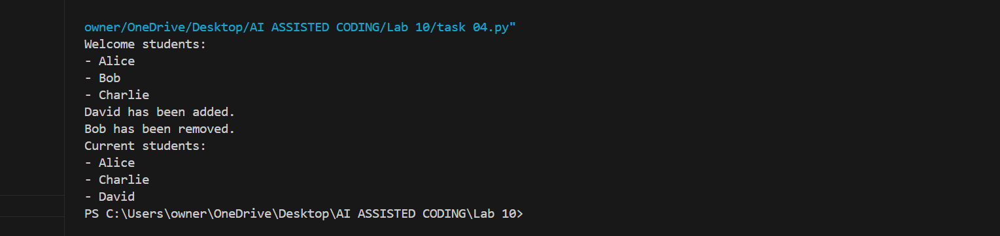 owner/OneDrive/Desktop/AI ASSISTED CODING/Lab 10/task 04.py"
Welcome students:
- Alice
- Bob
- Charlie
David has been added.
Bob has been removed.
Current students:
- Alice
- Charlie
- David
PS C:\Users\owner\OneDrive\Desktop\AI ASSISTED CODING\Lab 10>